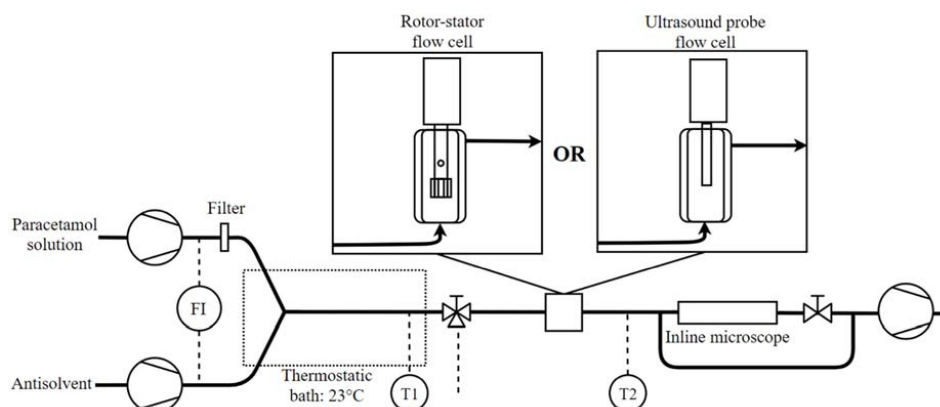 Rotor-stator
flow cell
Ultrasound probe
flow cell
OR
Paracetamol
solution
Filter
FI
Inline microscope
Antisolvent
Thermostatic
bath: 23°C
T1
T2